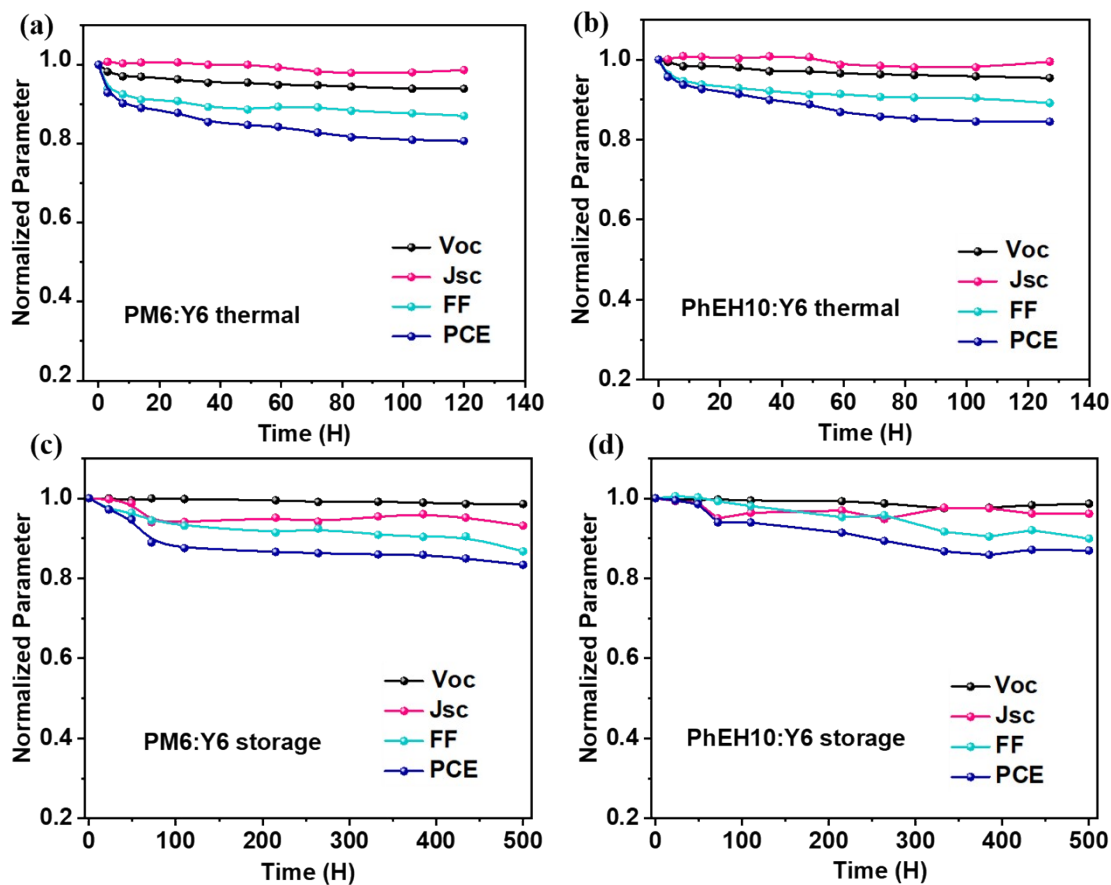 (a)
Normalized Parameter
1.0
0.8
0.6
0.4
0.2
Voc
Jsc
FF
PCE
PM6:Y6 thermal
0 20 40 60 80 100 120 140
Time (H)
(b)
Normalized Parameter
1.0
0.8
0.6
0.4
0.2
Voc
Jsc
FF
PCE
PhEH10:Y6 thermal
0 20 40 60 80 100 120 140
Time (H)
(c)
Normalized Parameter
1.0
0.8
0.6
0.4
0.2
Voc
Jsc
FF
PCE
PM6:Y6 storage
0 100 200 300 400 500
Time (H)
(d)
Normalized Parameter
1.0
0.8
0.6
0.4
0.2
Voc
Jsc
FF
PCE
PhEH10:Y6 storage
0 100 200 300 400 500
Time (H)